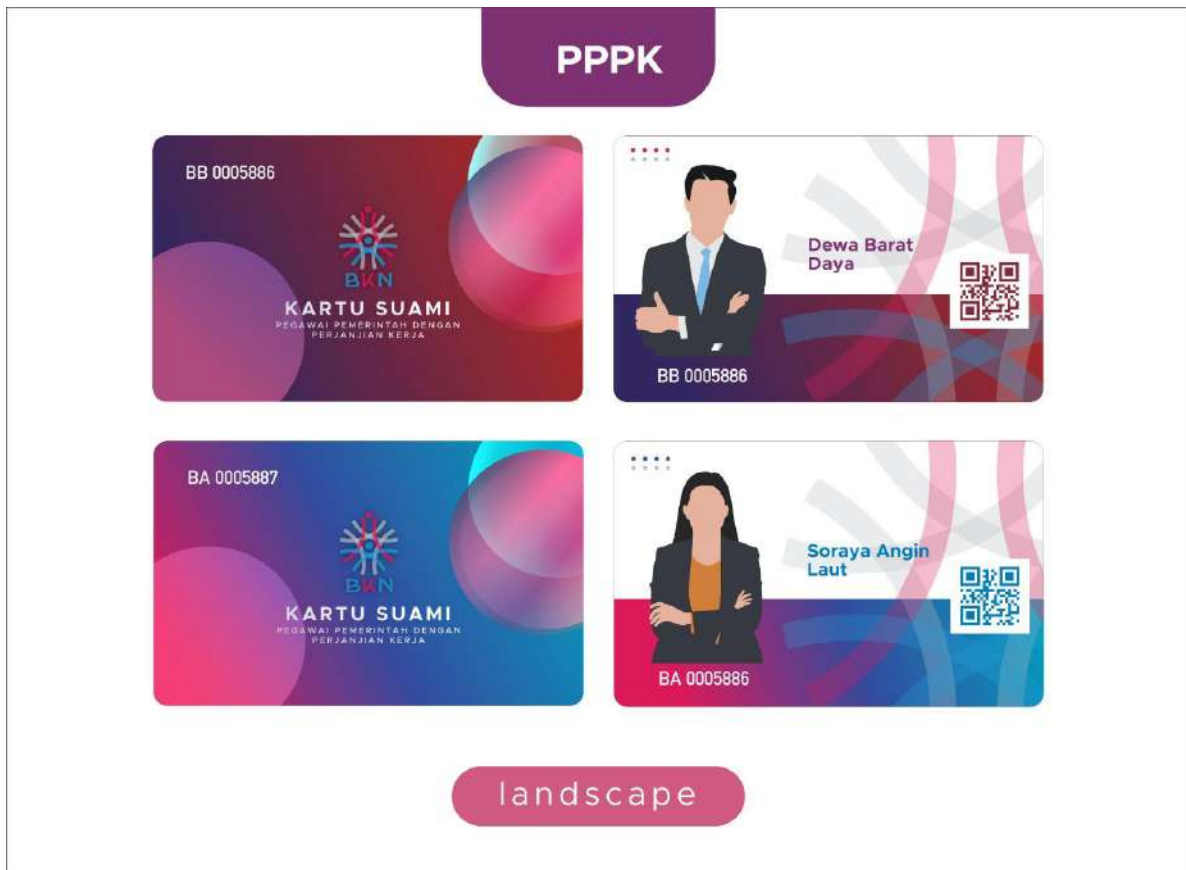 PPPK
BB 0005886
BKN
KARTU SUAMI
PEGAWAI PEMERINTAH DENGAN
PERJANJIAN KERJA
Dewa Barat
Daya
BB 0005886
BA 0005887
BKN
KARTU SUAMI
PEGAWAI PEMERINTAH DENGAN
PERJANJIAN KERJA
Soraya Angin
Laut
BA 0005886
landscape